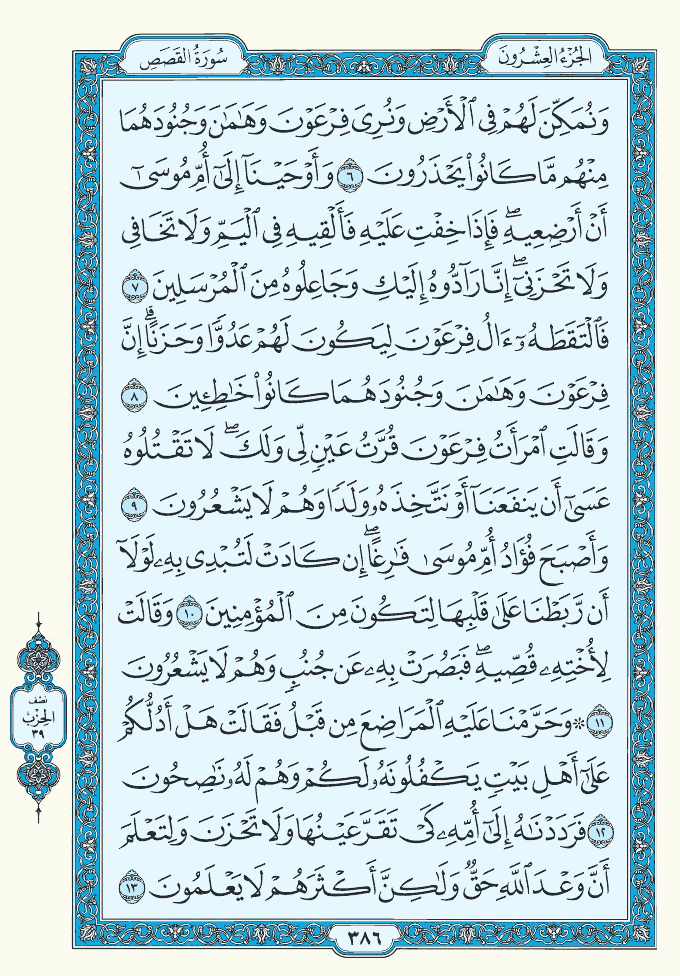 الجُزْءُ العِشْرُونَ
سُورَةُ القَصَصِ
وَنُمَكِّنَ لَهُمْ فِي ٱلْأَرْضِ وَنُرِيَ فِرْعَوْنَ وَهَٰمَٰنَ وَجُنُودَهُمَا
مِنْهُم مَّا كَانُوا۟ يَحْذَرُونَ ٦ وَأَوْحَيْنَآ إِلَىٰٓ أُمِّ مُوسَىٰٓ
أَنْ أَرْضِعِيهِ ۖ فَإِذَا خِفْتِ عَلَيْهِ فَأَلْقِيهِ فِي ٱلْيَمِّ وَلَا تَخَافِي
وَلَا تَحْزَنِيٓ ۖ إِنَّا رَآدُّوهُ إِلَيْكِ وَجَاعِلُوهُ مِنَ ٱلْمُرْسَلِينَ ٧
فَٱلْتَقَطَهُۥٓ ءَالُ فِرْعَوْنَ لِيَكُونَ لَهُمْ عَدُوًّا وَحَزَنًا ۗ إِنَّ
فِرْعَوْنَ وَهَٰمَٰنَ وَجُنُودَهُمَا كَانُوا۟ خَٰطِـِٔينَ ٨
وَقَالَتِ ٱمْرَأَتُ فِرْعَوْنَ قُرَّتُ عَيْنٍ لِّي وَلَكَ ۖ لَا تَقْتُلُوهُ
عَسَىٰٓ أَن يَنفَعَنَآ أَوْ نَتَّخِذَهُۥ وَلَدًا وَهُمْ لَا يَشْعُرُونَ ٩
وَأَصْبَحَ فُؤَادُ أُمِّ مُوسَىٰ فَٰرِغًا ۖ إِن كَادَتْ لَتُبْدِي بِهِۦ لَوْلَآ
أَن رَّبَطْنَا عَلَىٰ قَلْبِهَا لِتَكُونَ مِنَ ٱلْمُؤْمِنِينَ ١٠ وَقَالَتْ
لِأُخْتِهِۦ قُصِّيهِ ۖ فَبَصُرَتْ بِهِۦ عَن جُنُبٍ وَهُمْ لَا يَشْعُرُونَ
١١ ۞ وَحَرَّمْنَا عَلَيْهِ ٱلْمَرَاضِعَ مِن قَبْلُ فَقَالَتْ هَلْ أَدُلُّكُمْ
عَلَىٰٓ أَهْلِ بَيْتٍ يَكْفُلُونَهُۥ لَكُمْ وَهُمْ لَهُۥ نَٰصِحُونَ
١٢ فَرَدَدْنَٰهُ إِلَىٰٓ أُمِّهِۦ كَيْ تَقَرَّ عَيْنُهَا وَلَا تَحْزَنَ وَلِتَعْلَمَ
أَنَّ وَعْدَ ٱللَّهِ حَقٌّ وَلَٰكِنَّ أَكْثَرَهُمْ لَا يَعْلَمُونَ ١٣
نصف
الحزب
٣٩
٣٨٦